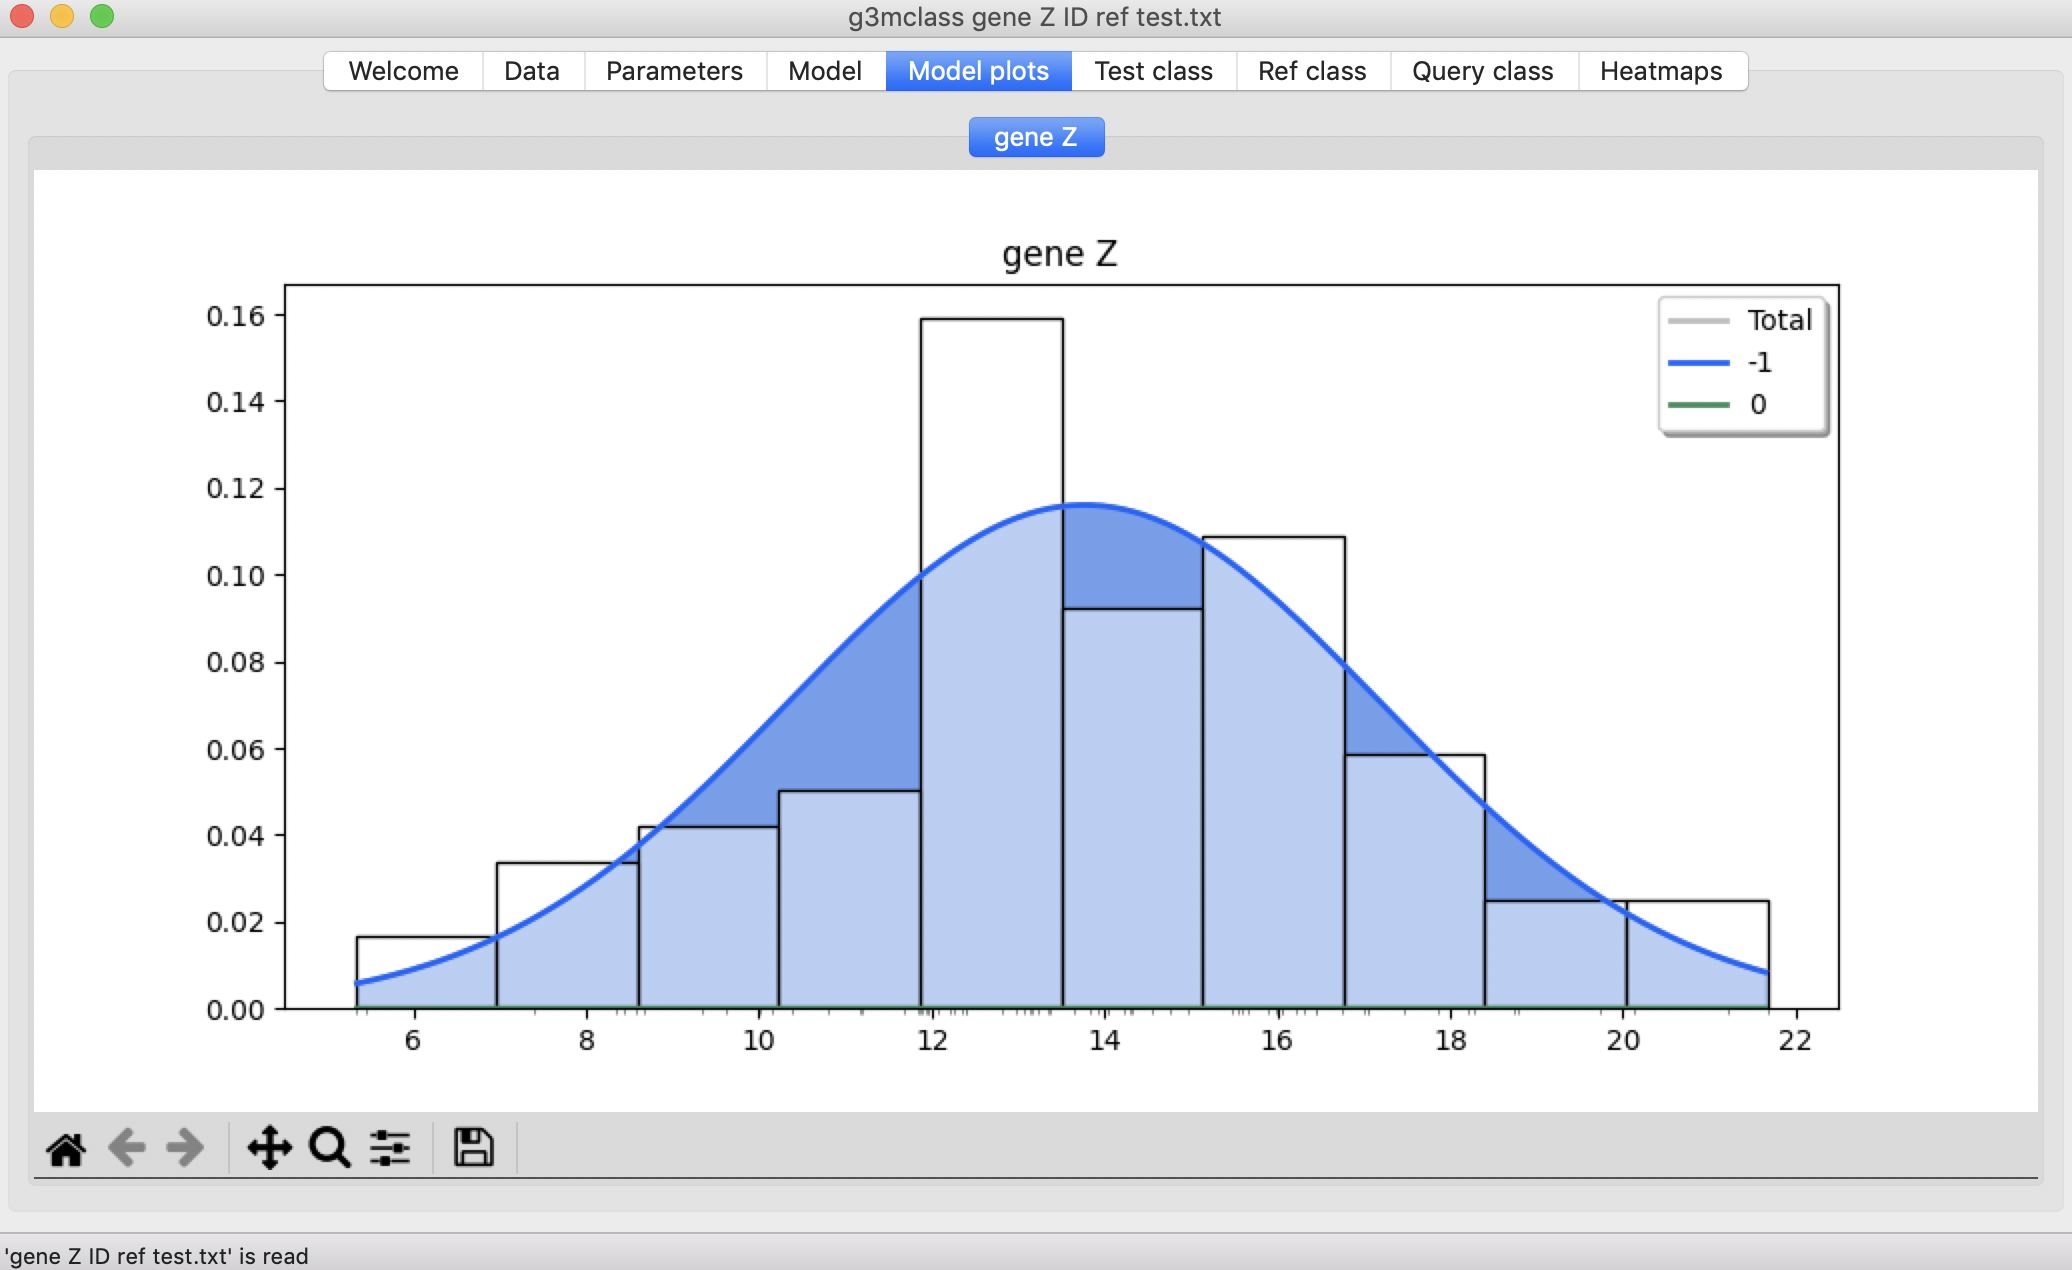 g3mclass gene Z ID ref test.txt
Welcome Data Parameters Model Model plots Test class Ref class Query class Heatmaps
gene Z
gene Z
Total
-1
0
0.16
0.14
0.12
0.10
0.08
0.06
0.04
0.02
0.00
6 8 10 12 14 16 18 20 22
'gene Z ID ref test.txt' is read